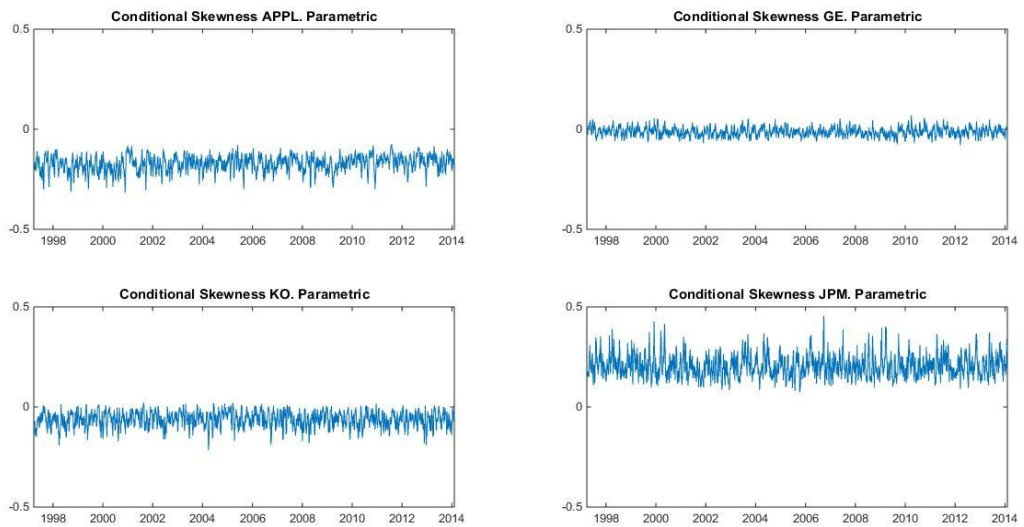 Conditional Skewness APPL. Parametric
0.5
0
-0.5
1998 2000 2002 2004 2006 2008 2010 2012 2014
Conditional Skewness GE. Parametric
0.5
0
-0.5
1998 2000 2002 2004 2006 2008 2010 2012 2014
Conditional Skewness KO. Parametric
0.5
0
-0.5
1998 2000 2002 2004 2006 2008 2010 2012 2014
Conditional Skewness JPM. Parametric
0.5
0
-0.5
1998 2000 2002 2004 2006 2008 2010 2012 2014